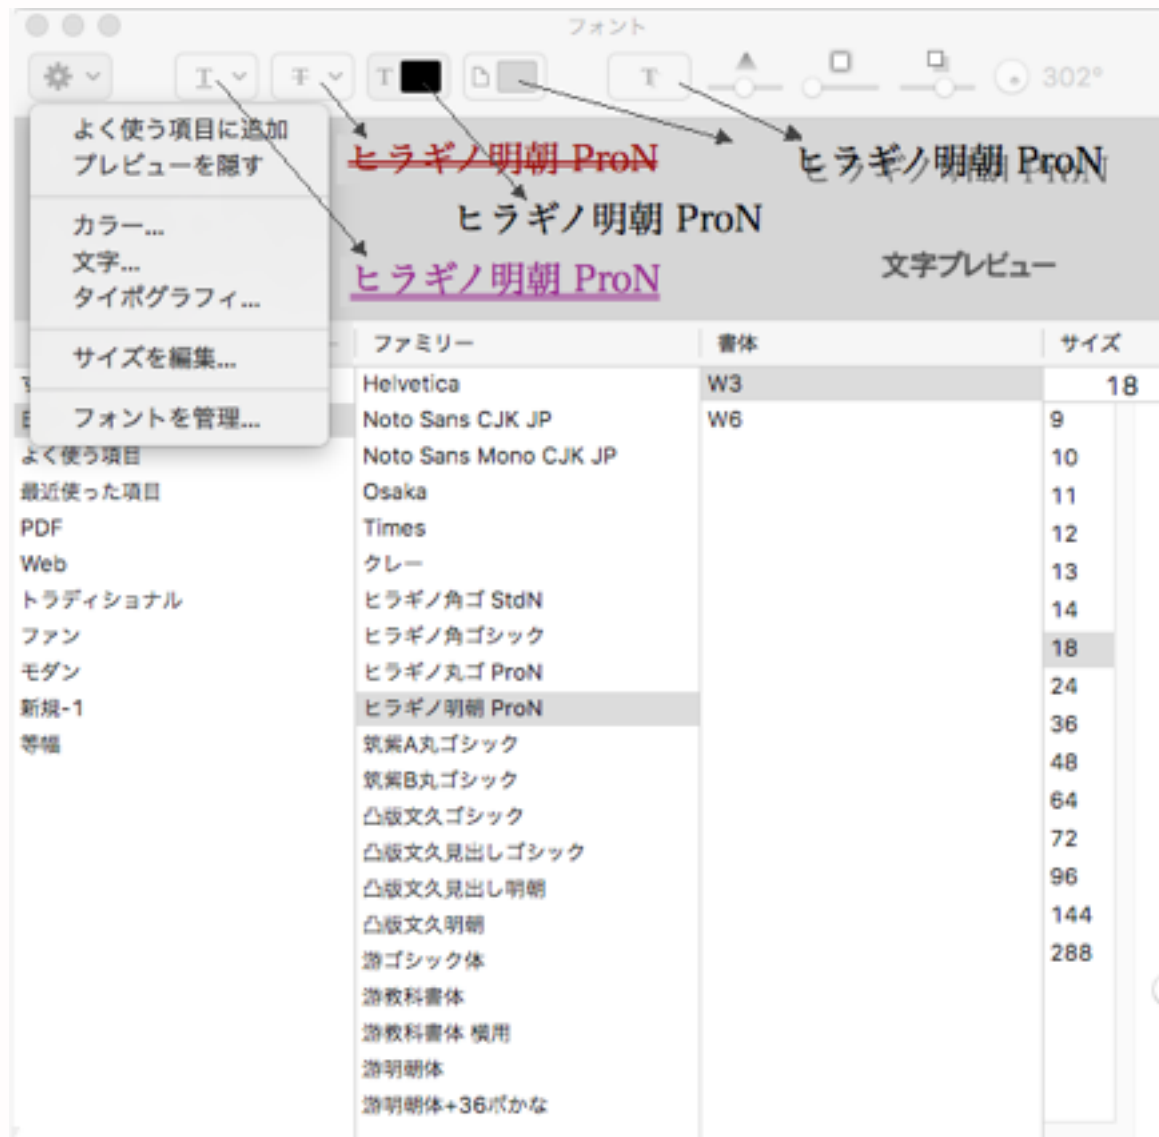 フォント
T
T
T
T
302°
よく使う項目に追加
プレビューを隠す
カラー...
文字...
タイポグラフィ...
サイズを編集...
フォントを管理...
ヒラギノ明朝 ProN
ヒラギノ明朝 ProN
ヒラギノ明朝 ProN
ヒラギノ明朝 ProN
文字プレビュー
ファミリー
書体
サイズ
よく使う項目
最近使った項目
PDF
Web
トラディショナル
ファン
モダン
新規-1
等幅
Helvetica
Noto Sans CJK JP
Noto Sans Mono CJK JP
Osaka
Times
クレー
ヒラギノ角ゴ StdN
ヒラギノ角ゴシック
ヒラギノ丸ゴ ProN
ヒラギノ明朝 ProN
筑紫A丸ゴシック
筑紫B丸ゴシック
凸版文久ゴシック
凸版文久見出しゴシック
凸版文久見出し明朝
凸版文久明朝
游ゴシック体
游教科書体
游教科書体 横用
游明朝体
游明朝体+36ポかな
W3
W6
18
9
10
11
12
13
14
18
24
36
48
64
72
96
144
288